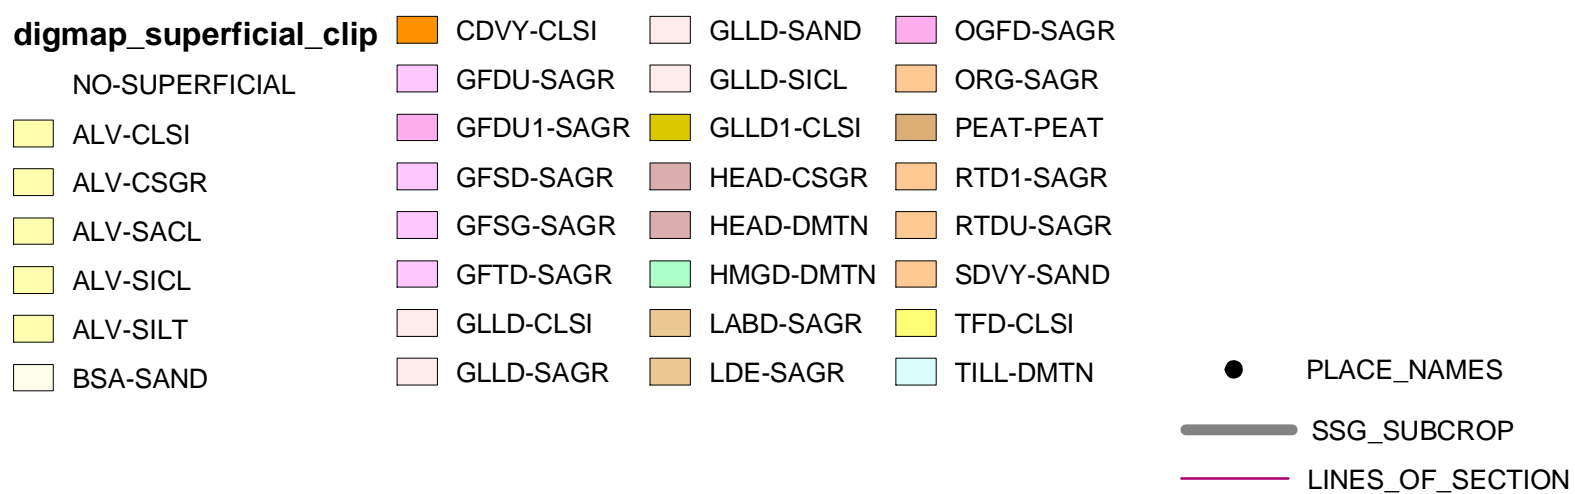 digmap_superficial_clip
NO-SUPERFICIAL
ALV-CLSI
ALV-CSGR
ALV-SACL
ALV-SICL
ALV-SILT
BSA-SAND
CDVY-CLSI
GFDU-SAGR
GFDU1-SAGR
GFSD-SAGR
GFSG-SAGR
GFTD-SAGR
GLLD-CLSI
GLLD-SAGR
GLLD-SAND
GLLD-SICL
GLLD1-CLSI
HEAD-CSGR
HEAD-DMTN
HMGD-DMTN
LABD-SAGR
LDE-SAGR
OGFD-SAGR
ORG-SAGR
PEAT-PEAT
RTD1-SAGR
RTDU-SAGR
SDVY-SAND
TFD-CLSI
TILL-DMTN
PLACE_NAMES
SSG_SUBCROP
LINES_OF_SECTION